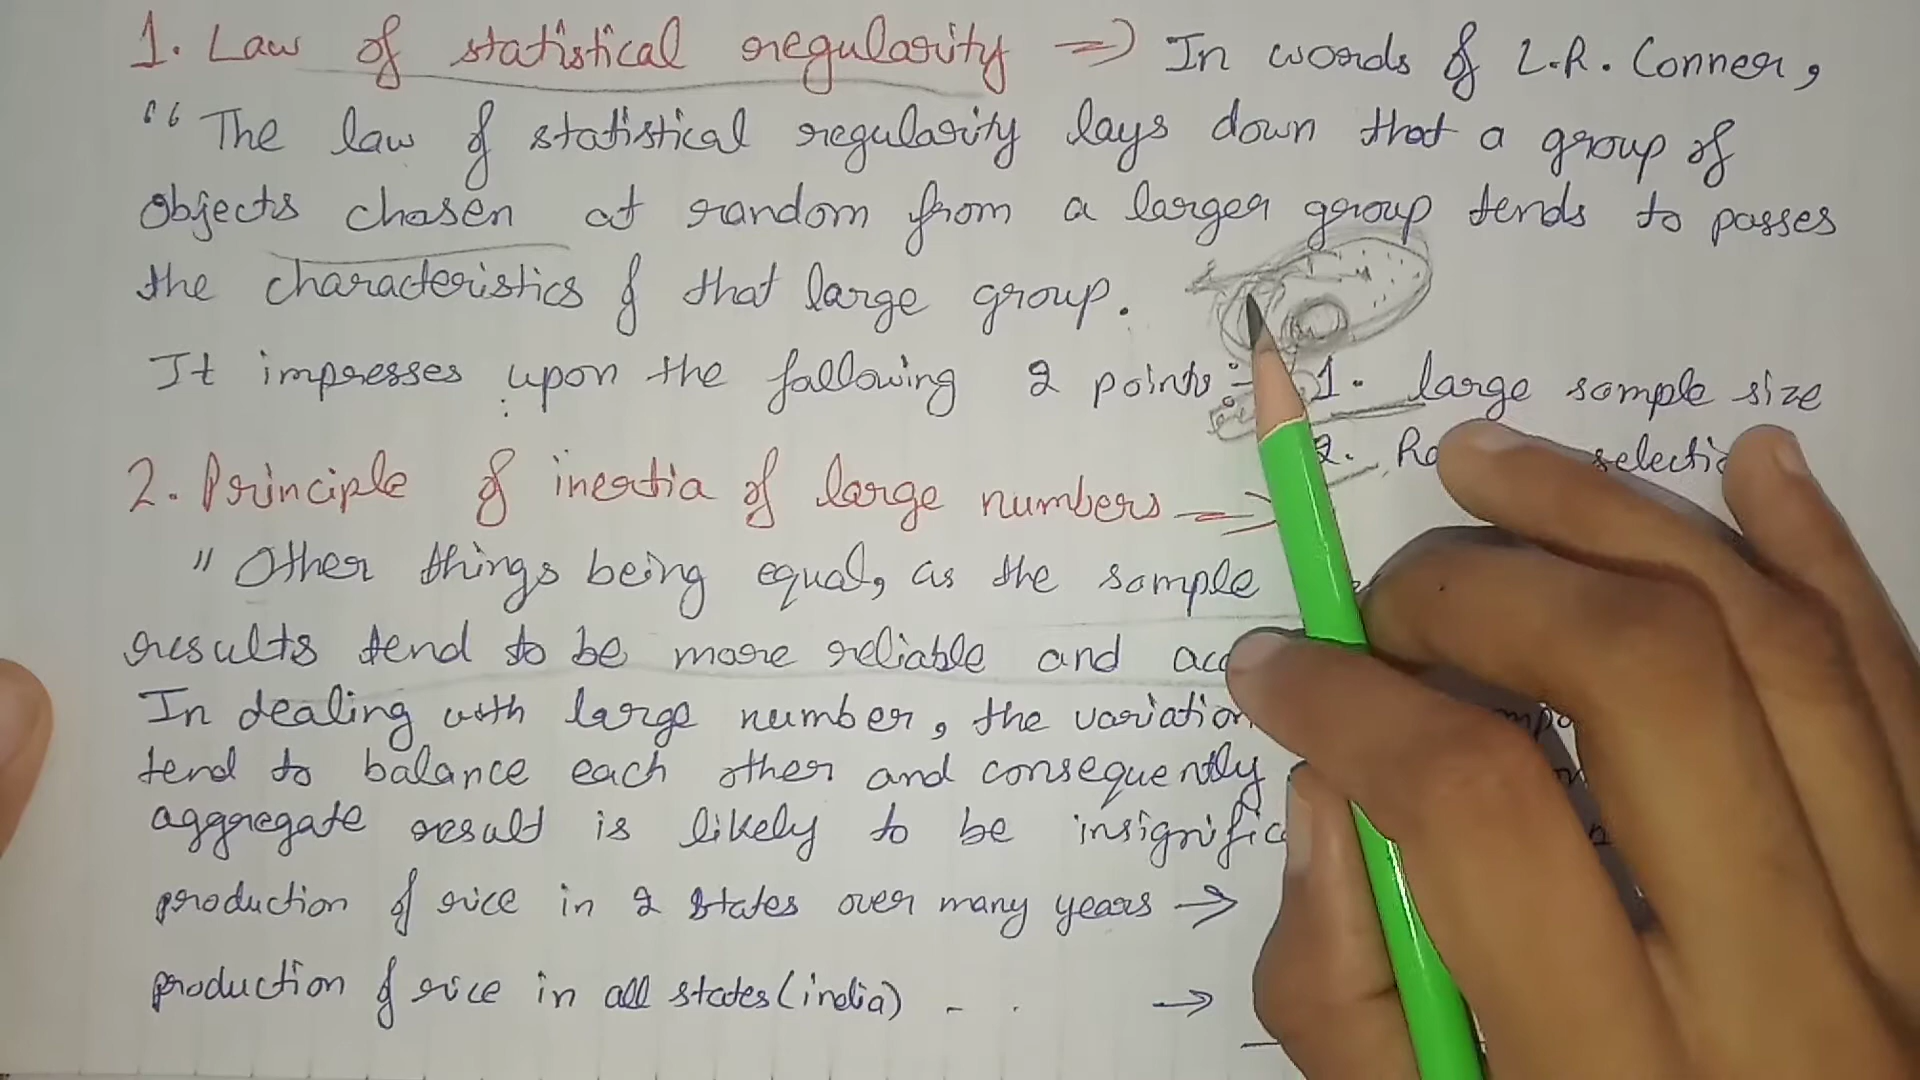 1. Law of statistical regularity => In words of L.R. Conner,
"The law of statistical regularity lays down that a group of
objects chosen at random from a larger group tends to posses
the characteristics of that large group.
It impresses upon the following 2 points :- 1. large sample size
2. selectio
2. Principle of inertia of large numbers =>
"Other things being equal, as the sample
results tend to be more reliable and acc
In dealing with large number, the variation
tend to balance each other and consequently
aggregate result is likely to be insignific
production of rice in 2 states over many years →
production of rice in all states (india) - . →